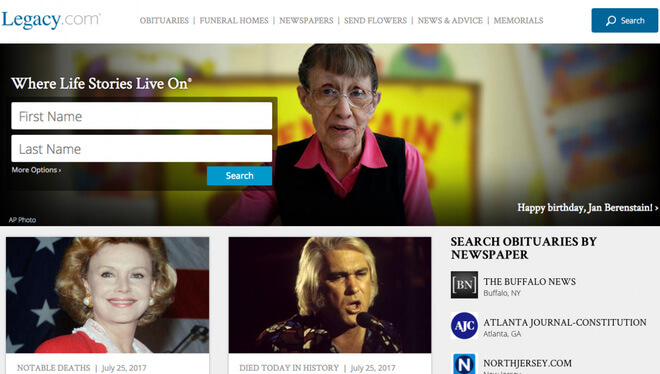 Legacy.com
OBITUARIES | FUNERAL HOMES | NEWSPAPERS | SEND FLOWERS | NEWS & ADVICE | MEMORIALS
Search
Where Life Stories Live On®
First Name
Last Name
More Options ›
Search
AP Photo
Happy birthday, Jan Berenstain! ›
NOTABLE DEATHS | July 25, 2017
DIED TODAY IN HISTORY | July 25, 2017
SEARCH OBITUARIES BY
NEWSPAPER
[BN]
THE BUFFALO NEWS
Buffalo, NY
AJC
ATLANTA JOURNAL-CONSTITUTION
Atlanta, GA
N
NORTHJERSEY.COM